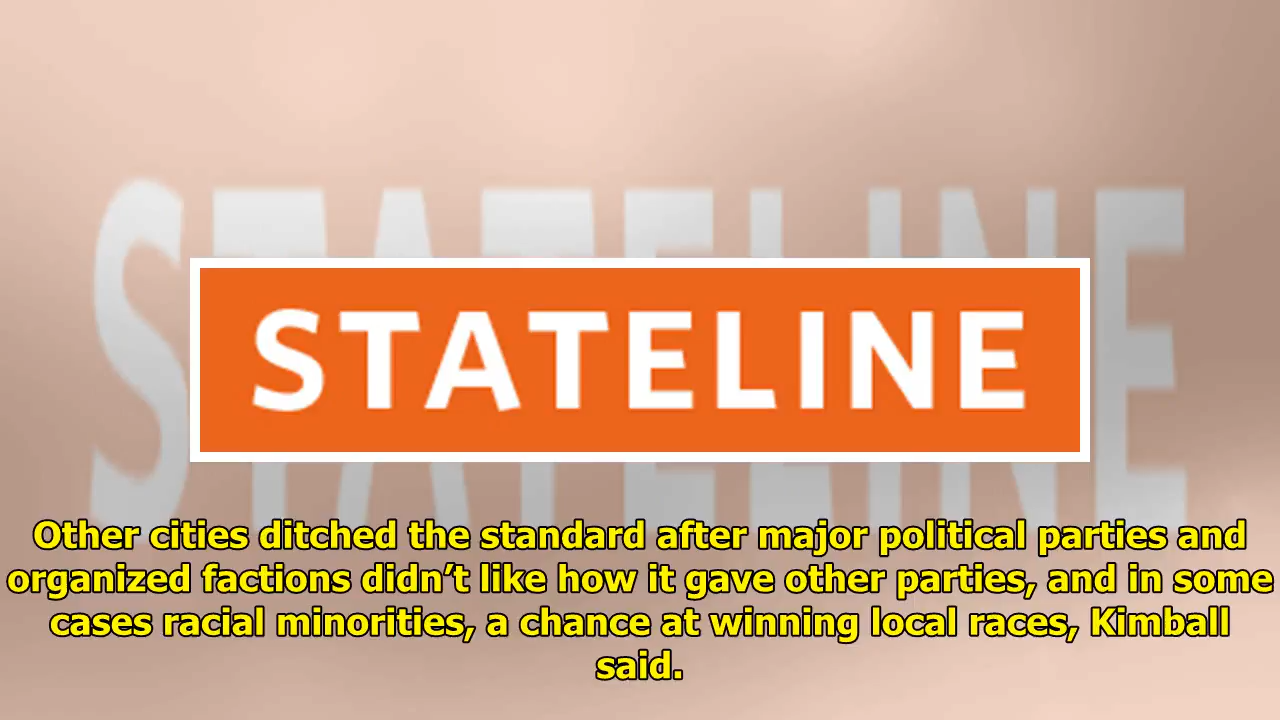 STATELINE
STATELINE
Other cities ditched the standard after major political parties and
organized factions didn’t like how it gave other parties, and in some
cases racial minorities, a chance at winning local races, Kimball
said.